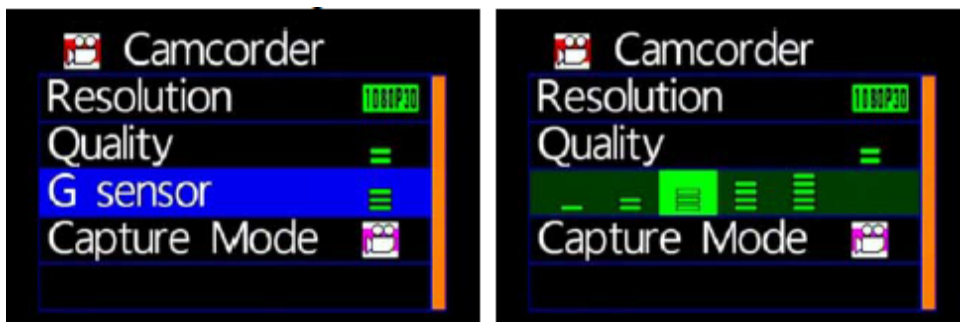 Camcorder
Resolution 1080P30
Quality
G sensor
Capture Mode
Camcorder
Resolution 1080P30
Quality
Capture Mode